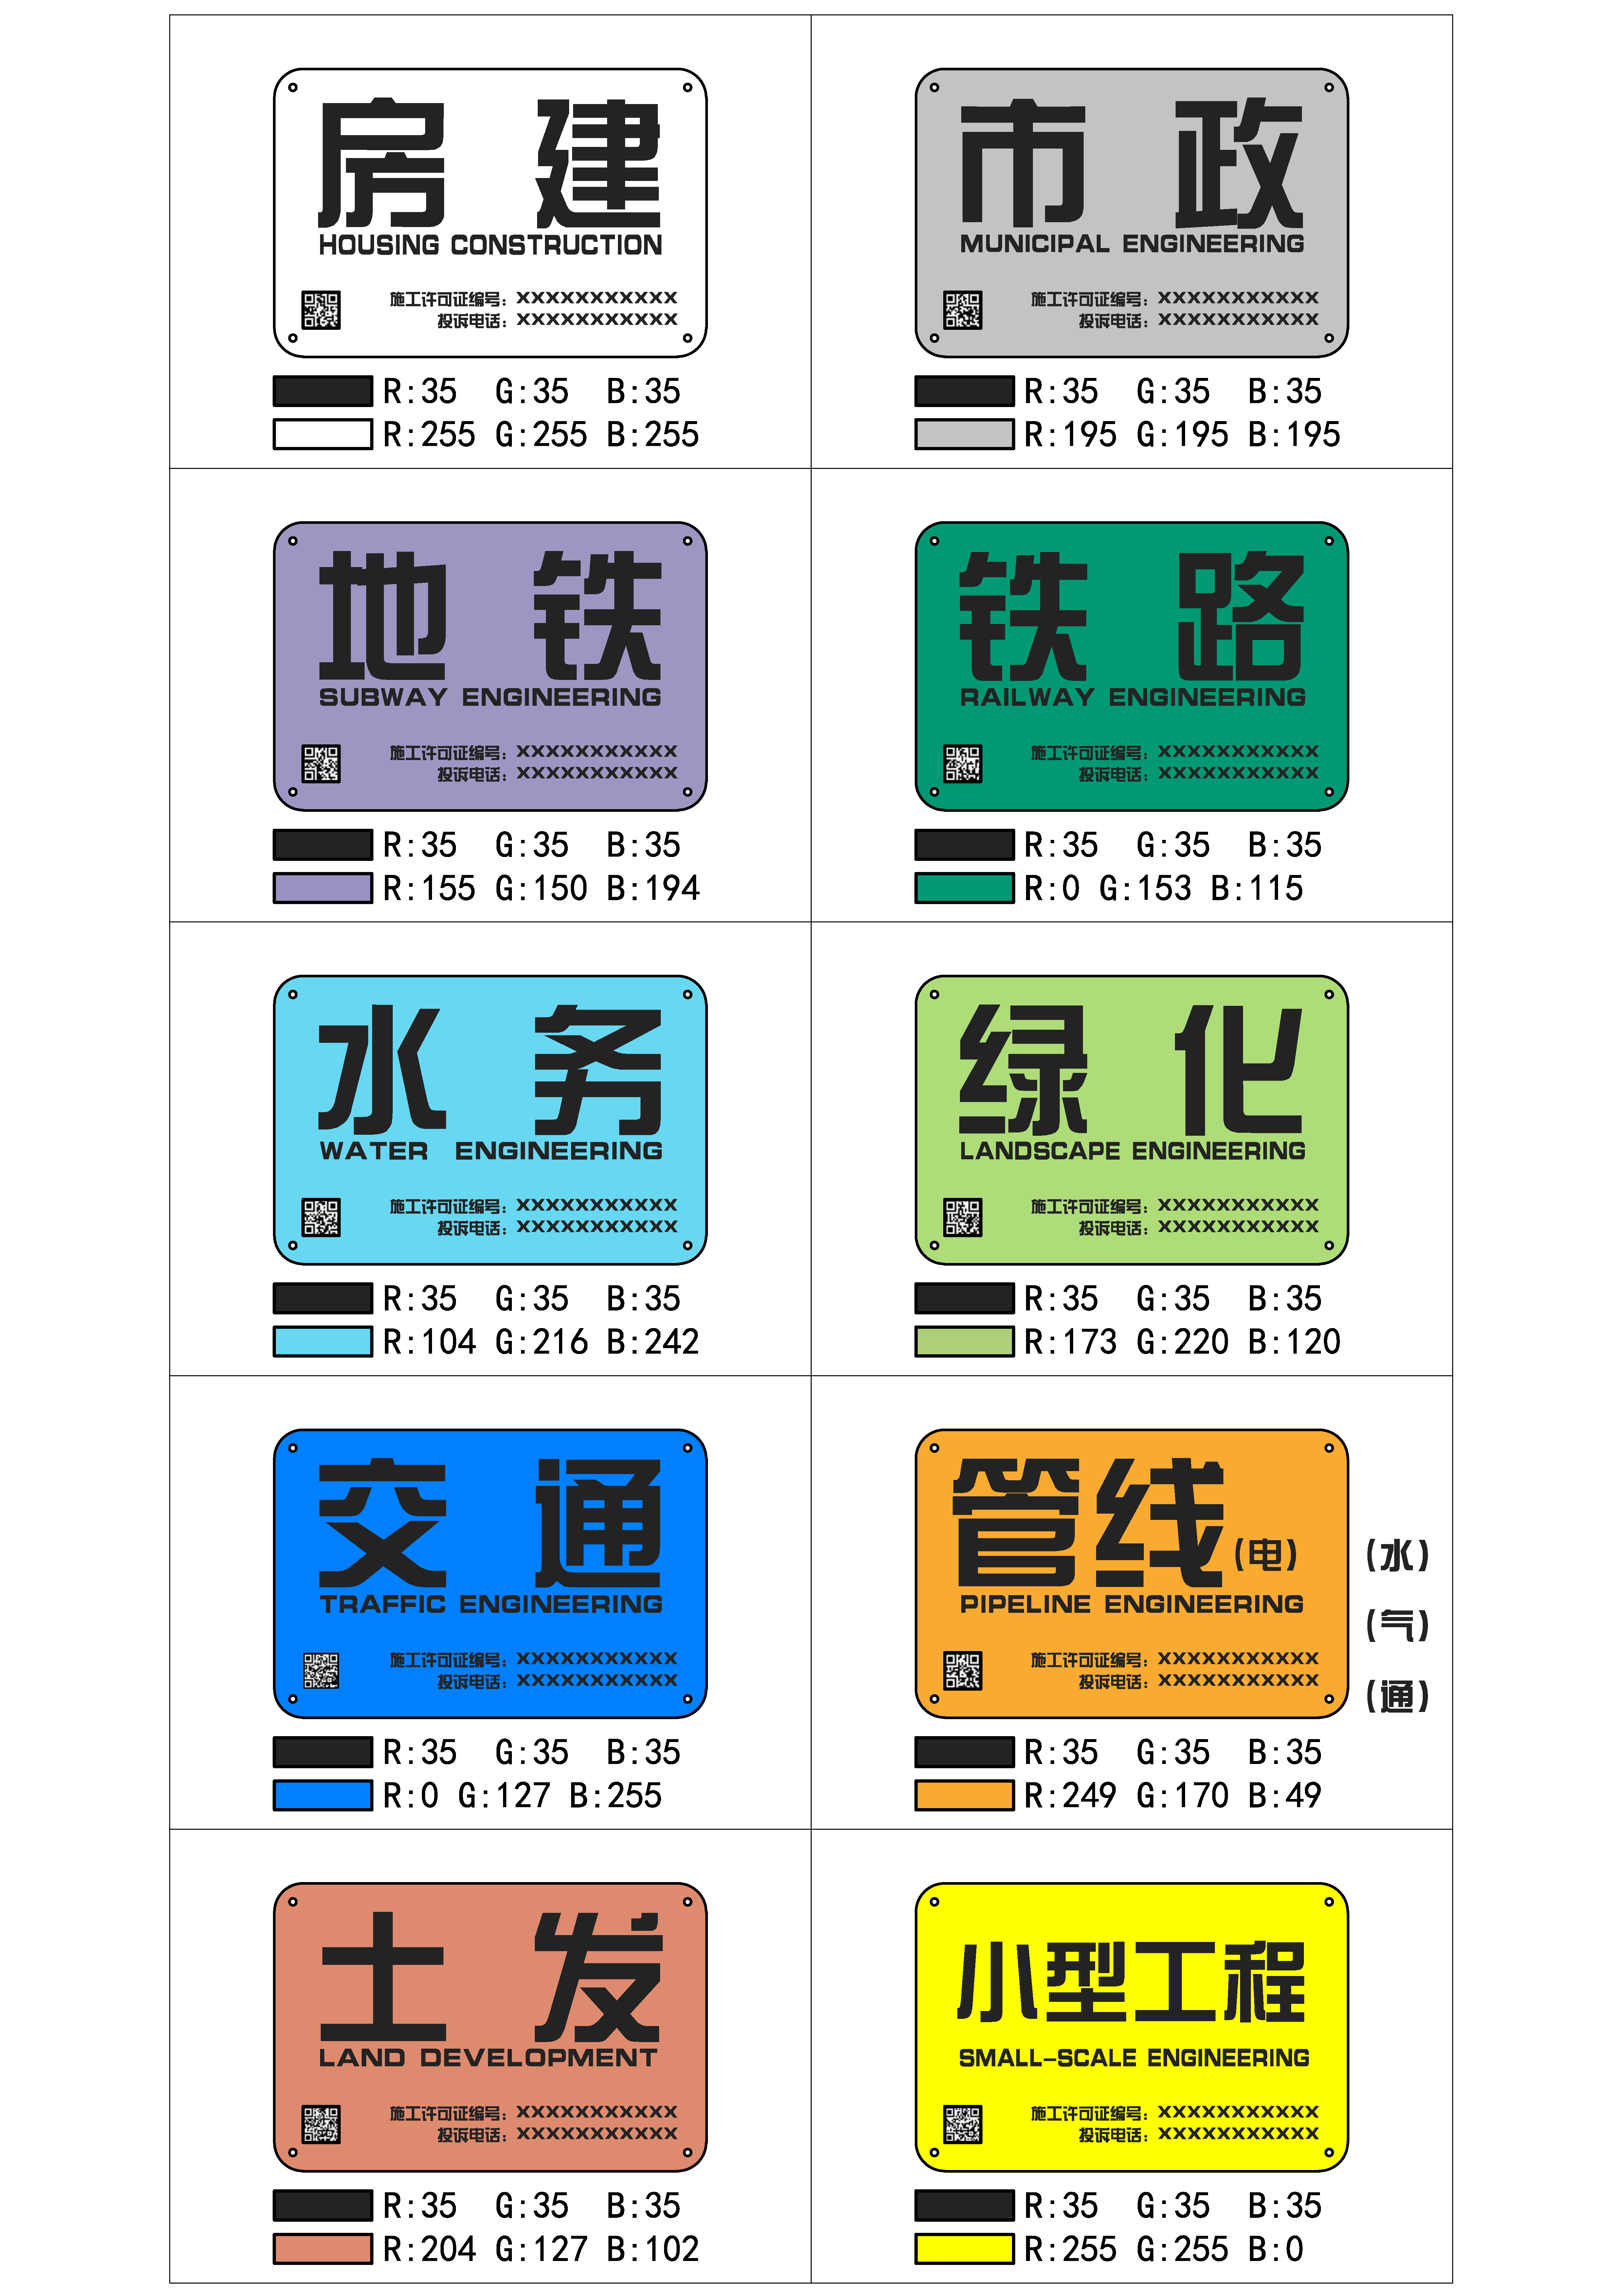 房 建
HOUSING CONSTRUCTION
施工许可证编号：XXXXXXXXXXX
投诉电话：XXXXXXXXXXX
R:35 G:35 B:35
R:255 G:255 B:255
市 政
MUNICIPAL ENGINEERING
施工许可证编号：XXXXXXXXXXX
投诉电话：XXXXXXXXXXX
R:35 G:35 B:35
R:195 G:195 B:195
地 铁
SUBWAY ENGINEERING
施工许可证编号：XXXXXXXXXXX
投诉电话：XXXXXXXXXXX
R:35 G:35 B:35
R:155 G:150 B:194
铁 路
RAILWAY ENGINEERING
施工许可证编号：XXXXXXXXXXX
投诉电话：XXXXXXXXXXX
R:35 G:35 B:35
R:0 G:153 B:115
水 务
WATER ENGINEERING
施工许可证编号：XXXXXXXXXXX
投诉电话：XXXXXXXXXXX
R:35 G:35 B:35
R:104 G:216 B:242
绿 化
LANDSCAPE ENGINEERING
施工许可证编号：XXXXXXXXXXX
投诉电话：XXXXXXXXXXX
R:35 G:35 B:35
R:173 G:220 B:120
交 通
TRAFFIC ENGINEERING
施工许可证编号：XXXXXXXXXXX
投诉电话：XXXXXXXXXXX
R:35 G:35 B:35
R:0 G:127 B:255
管线(电)
PIPELINE ENGINEERING
施工许可证编号：XXXXXXXXXXX
投诉电话：XXXXXXXXXXX
(水)
(气)
(通)
R:35 G:35 B:35
R:249 G:170 B:49
土 发
LAND DEVELOPMENT
施工许可证编号：XXXXXXXXXXX
投诉电话：XXXXXXXXXXX
R:35 G:35 B:35
R:204 G:127 B:102
小型工程
SMALL-SCALE ENGINEERING
施工许可证编号：XXXXXXXXXXX
投诉电话：XXXXXXXXXXX
R:35 G:35 B:35
R:255 G:255 B:0